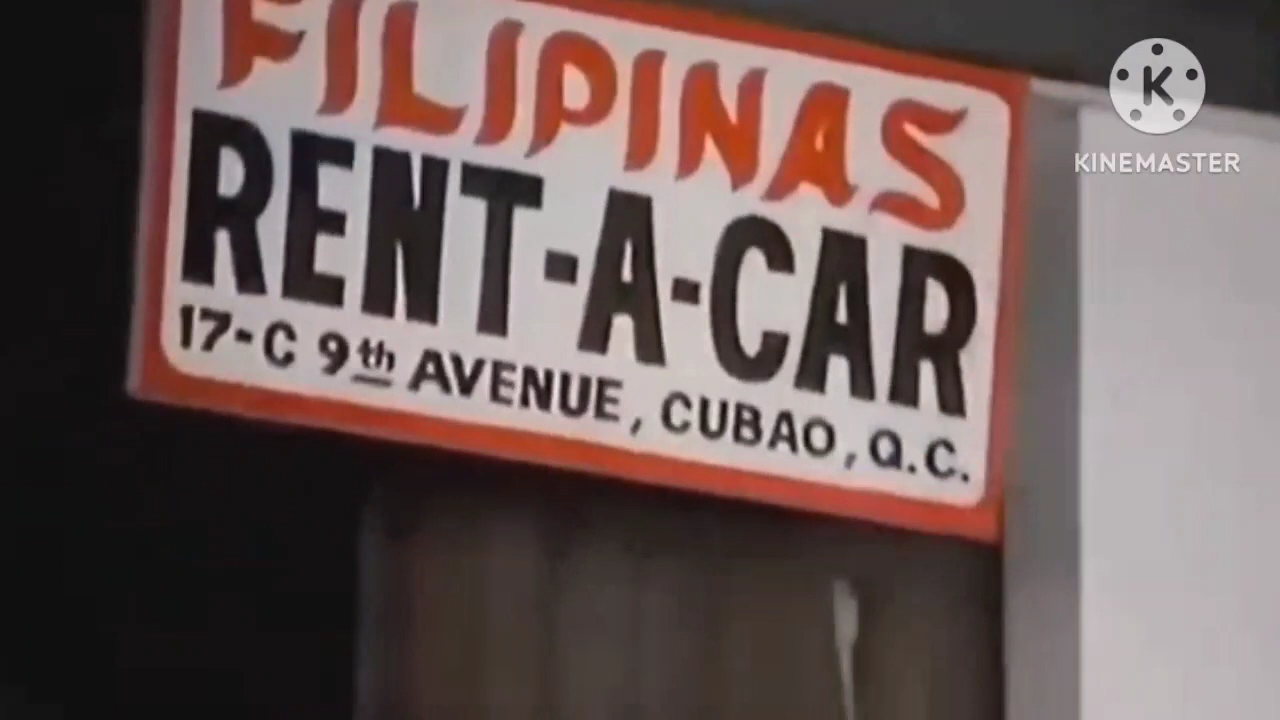 FILIPINAS
RENT-A-CAR
17-C 9th AVENUE, CUBAO, Q.C.
K
KINEMASTER